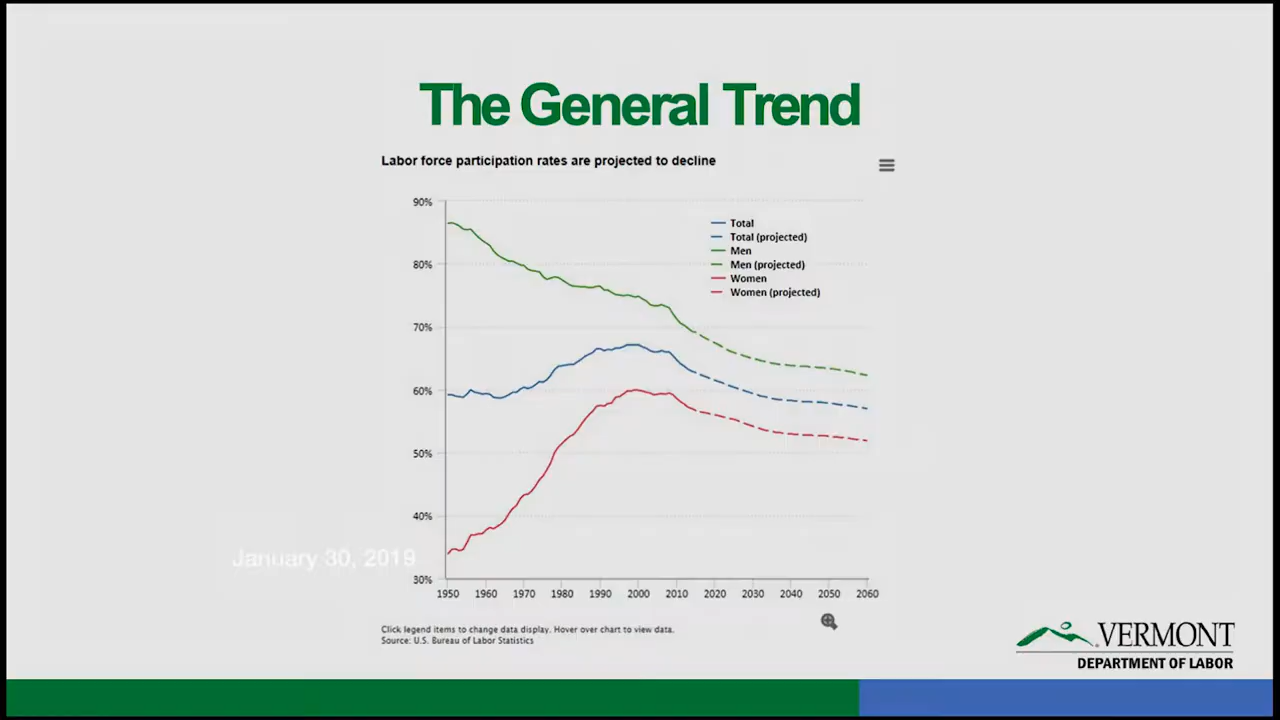 The General Trend
Labor force participation rates are projected to decline
90%
80%
70%
60%
50%
40%
30%
Total
Total (projected)
Men
Men (projected)
Women
Women (projected)
January 30, 2019
1950 1960 1970 1980 1990 2000 2010 2020 2030 2040 2050 2060
Click legend items to change data display. Hover over chart to view data.
Source: U.S. Bureau of Labor Statistics
VERMONT
DEPARTMENT OF LABOR